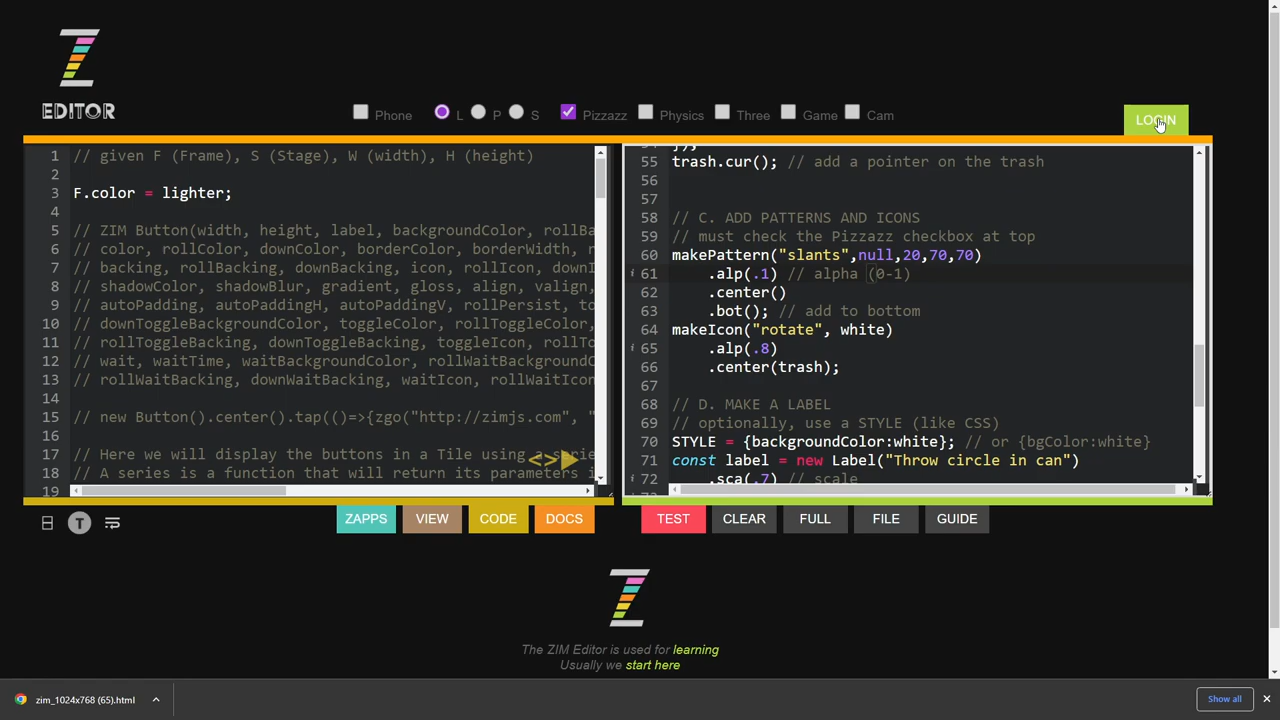 EDITOR
Phone L P S Pizzazz Physics Three Game Cam
LOGIN
1 // given F (Frame), S (Stage), W (width), H (height)
2
3 F.color = lighter;
4
5 // ZIM Button(width, height, label, backgroundColor, rollBa
6 // color, rollColor, downColor, borderColor, borderWidth, r
7 // backing, rollBacking, downBacking, icon, rollIcon, downI
8 // shadowColor, shadowBlur, gradient, gloss, align, valign,
9 // autoPadding, autoPaddingH, autoPaddingV, rollPersist, to
10 // downToggleBackgroundColor, toggleColor, rollToggleColor,
11 // rollToggleBacking, downToggleBacking, toggleIcon, rollTo
12 // wait, waitTime, waitBackgroundColor, rollWaitBackgroundC
13 // rollWaitBacking, downWaitBacking, waitIcon, rollWaitIcon
14
15 // new Button().center().tap(()=>{zgo("http://zimjs.com", "
16
17 // Here we will display the buttons in a Tile using a serie
18 // A series is a function that will return its parameters i
19
<>
54 });
55 trash.cur(); // add a pointer on the trash
56
57
58 // C. ADD PATTERNS AND ICONS
59 // must check the Pizzazz checkbox at top
60 makePattern("slants",null,20,70,70)
i 61 .alp(.1) // alpha (0-1)
62 .center()
63 .bot(); // add to bottom
64 makeIcon("rotate", white)
i 65 .alp(.8)
66 .center(trash);
67
68 // D. MAKE A LABEL
69 // optionally, use a STYLE (like CSS)
70 STYLE = {backgroundColor:white}; // or {bgColor:white}
71 const label = new Label("Throw circle in can")
i 72 .sca(.7) // scale
73
T
ZAPPS VIEW CODE DOCS
TEST CLEAR FULL FILE GUIDE
The ZIM Editor is used for learning
Usually we start here
zim_1024x768 (65).html
Show all